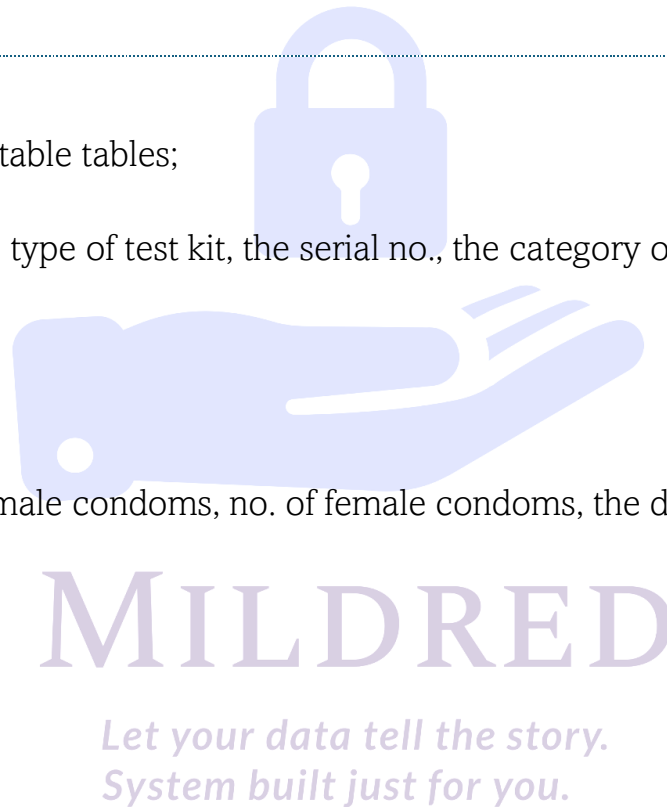 table tables;
type of test kit, the serial no., the category o
male condoms, no. of female condoms, the d
MILDRED
Let your data tell the story.
System built just for you.